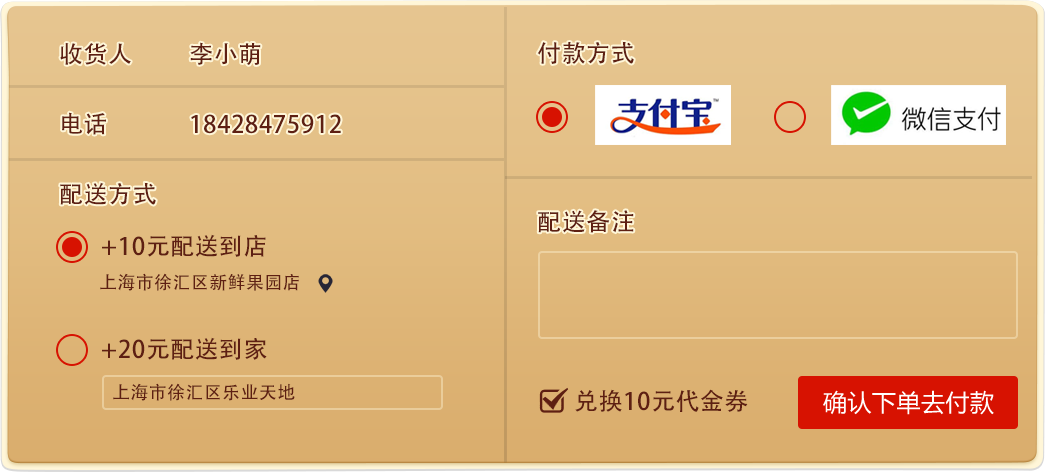 收货人 李小萌
电话 18428475912
配送方式
+10元配送到店
上海市徐汇区新鲜果园店
+20元配送到家
上海市徐汇区乐业天地
付款方式
支付宝™ 微信支付
配送备注
兑换10元代金券 确认下单去付款